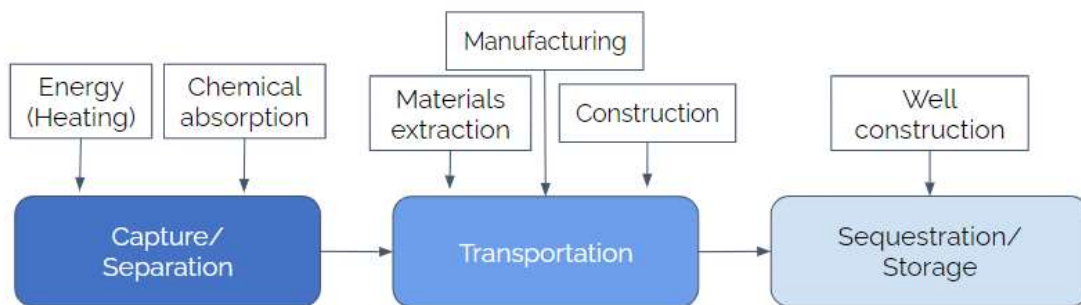 Manufacturing
Energy
(Heating)
Chemical
absorption
Materials
extraction
Construction
Well
construction
Capture/
Separation
Transportation
Sequestration/
Storage